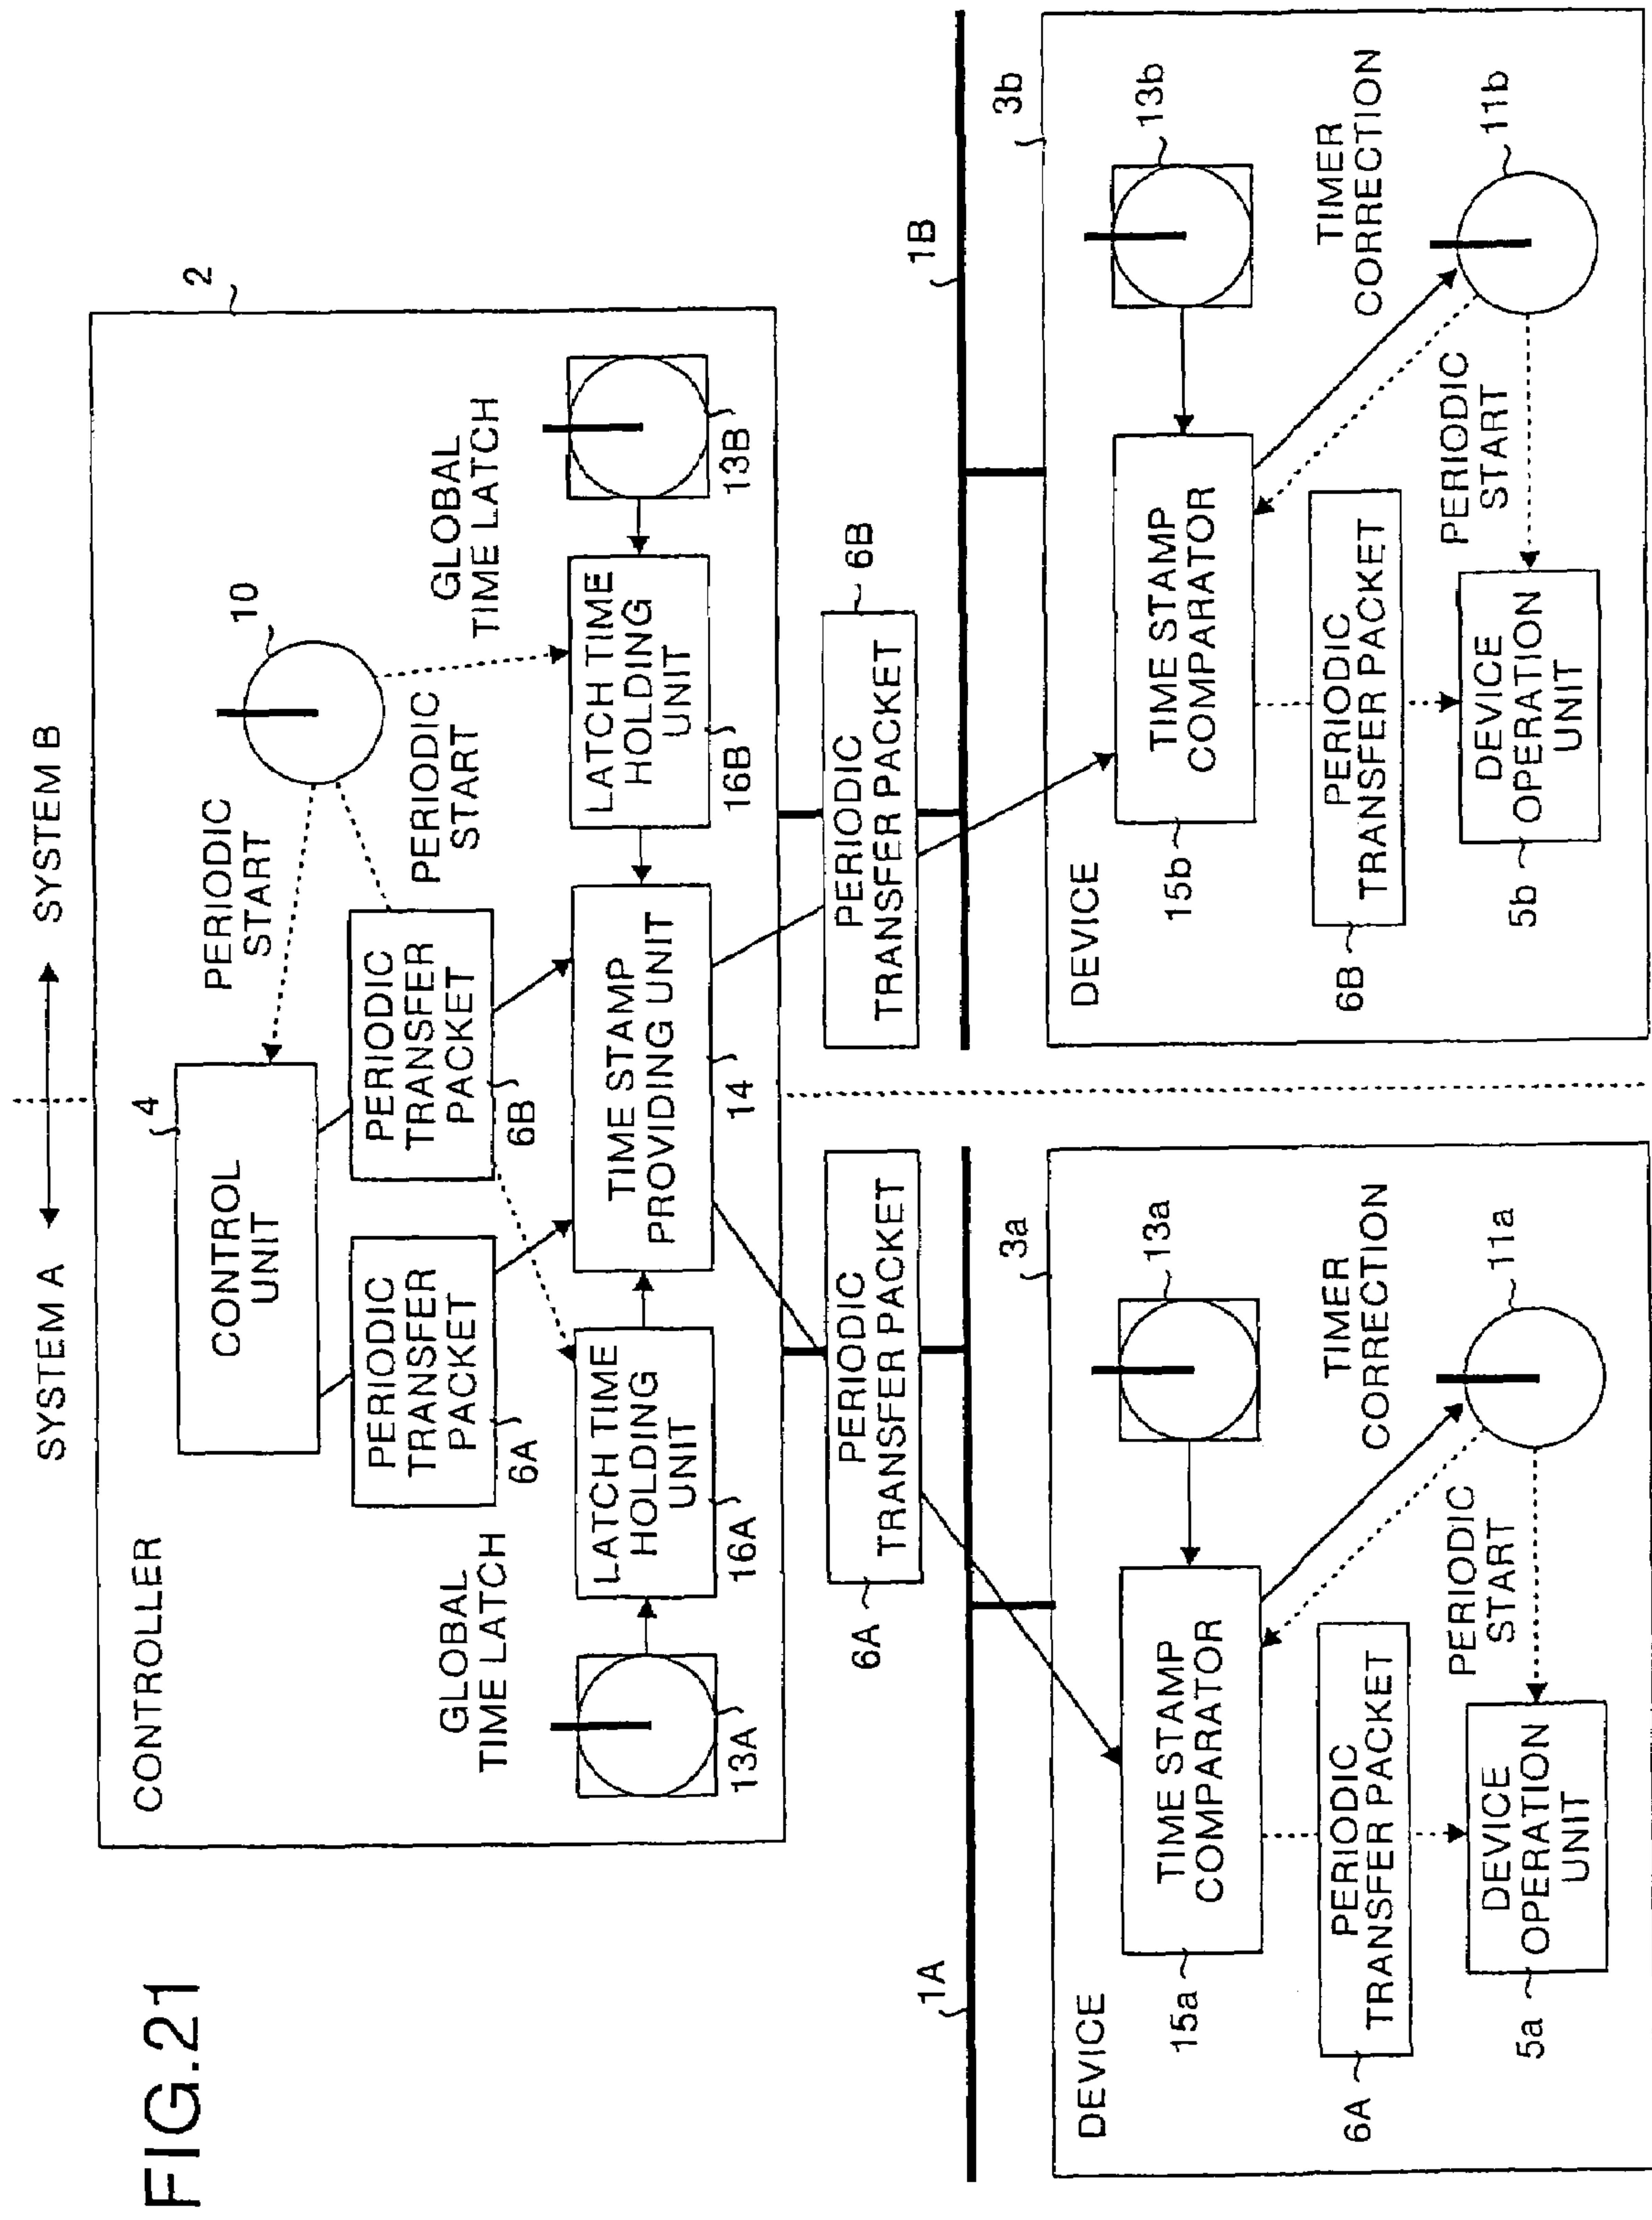 FIG.21
SYSTEM A
SYSTEM B
CONTROLLER
2
4
CONTROL
UNIT
PERIODIC
START
10
PERIODIC
TRANSFER
PACKET
6A
PERIODIC
TRANSFER
PACKET
6B
PERIODIC
START
GLOBAL
TIME LATCH
GLOBAL
TIME LATCH
13A
LATCH TIME
HOLDING
UNIT
16A
TIME STAMP
PROVIDING UNIT
14
LATCH TIME
HOLDING
UNIT
16B
13B
6A
PERIODIC
TRANSFER PACKET
PERIODIC
TRANSFER PACKET
6B
1A
1B
DEVICE
3a
15a
TIME STAMP
COMPARATOR
13a
TIMER
CORRECTION
6A
PERIODIC
TRANSFER PACKET
PERIODIC
START
11a
5a
DEVICE
OPERATION
UNIT
DEVICE
3b
15b
TIME STAMP
COMPARATOR
13b
TIMER
CORRECTION
6B
PERIODIC
TRANSFER PACKET
PERIODIC
START
11b
5b
DEVICE
OPERATION
UNIT